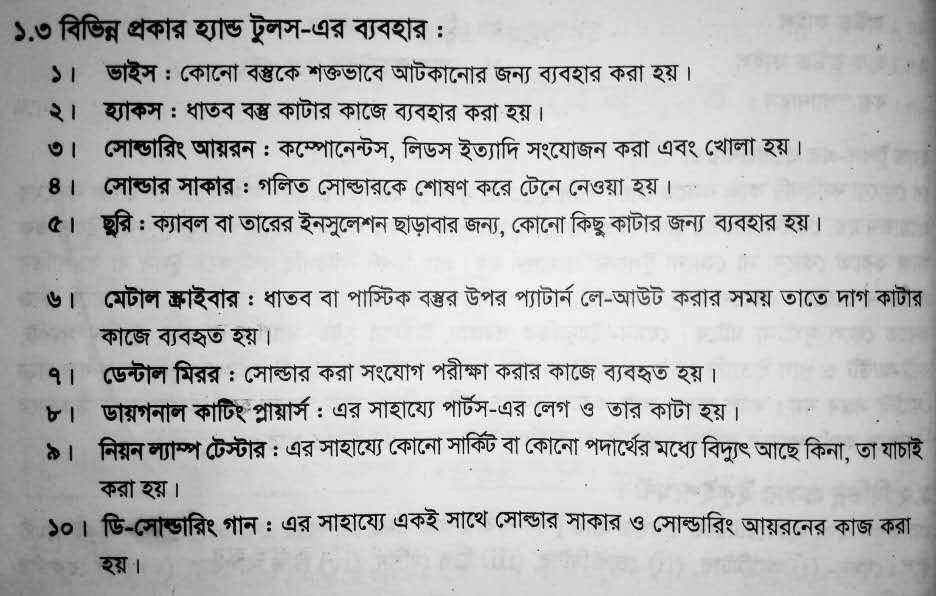 ১.৩ বিভিন্ন প্রকার হ্যান্ড টুলস-এর ব্যবহার :
১। ভাইস : কোনো বস্তুকে শক্তভাবে আটকানোর জন্য ব্যবহার করা হয়।
২। হ্যাকস : ধাতব বস্তু কাটার কাজে ব্যবহার করা হয়।
৩। সোল্ডারিং আয়রন : কম্পোনেন্টস, লিডস ইত্যাদি সংযোজন করা এবং খোলা হয়।
৪। সোল্ডার সাকার : গলিত সোল্ডারকে শোষণ করে টেনে নেওয়া হয়।
৫। ছুরি : ক্যাবল বা তারের ইনসুলেশন ছাড়াবার জন্য, কোনো কিছু কাটার জন্য ব্যবহার হয়।
৬। মেটাল স্ক্রাইবার : ধাতব বা প্লাস্টিক বস্তুর উপর প্যাটার্ন লে-আউট করার সময় তাতে দাগ কাটার
কাজে ব্যবহৃত হয়।
৭। ডেন্টাল মিরর : সোল্ডার করা সংযোগ পরীক্ষা করার কাজে ব্যবহৃত হয়।
৮। ডায়গনাল কাটিং প্লায়ার্স : এর সাহায্যে পার্টস-এর লেগ ও তার কাটা হয়।
৯। নিয়ন ল্যাম্প টেস্টার : এর সাহায্যে কোনো সার্কিট বা কোনো পদার্থের মধ্যে বিদ্যুৎ আছে কিনা, তা যাচাই
করা হয়।
১০। ডি-সোল্ডারিং গান : এর সাহায্যে একই সাথে সোল্ডার সাকার ও সোল্ডারিং আয়রনের কাজ করা
হয়।